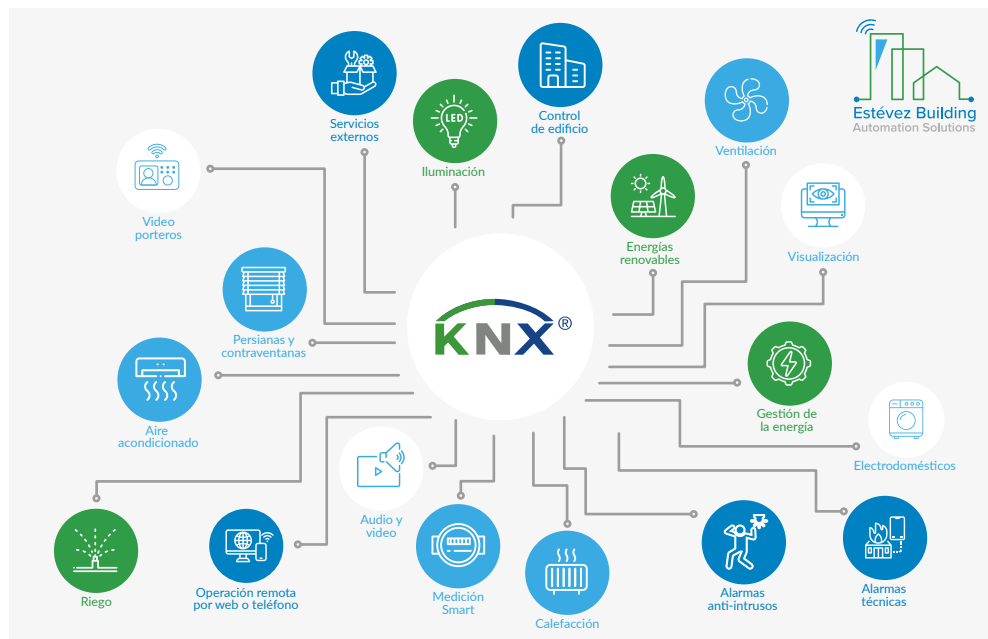 Estévez Building
Automation Solutions
Servicios
externos
LED
Iluminación
Control
de edificio
Ventilación
Video
porteros
Energías
renovables
Visualización
KNX®
Persianas y
contraventanas
Aire
acondicionado
Gestión de
la energía
Electrodomésticos
Audio y
video
Riego
Operación remota
por web o teléfono
Medición
Smart
Calefacción
Alarmas
anti-intrusos
Alarmas
técnicas